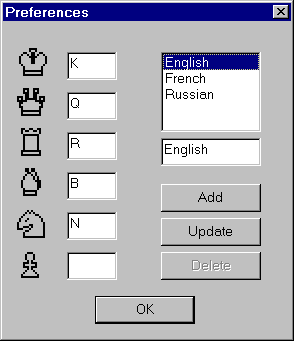 Preferences
K
Q
R
B
N
English
French
Russian
English
Add
Update
Delete
OK